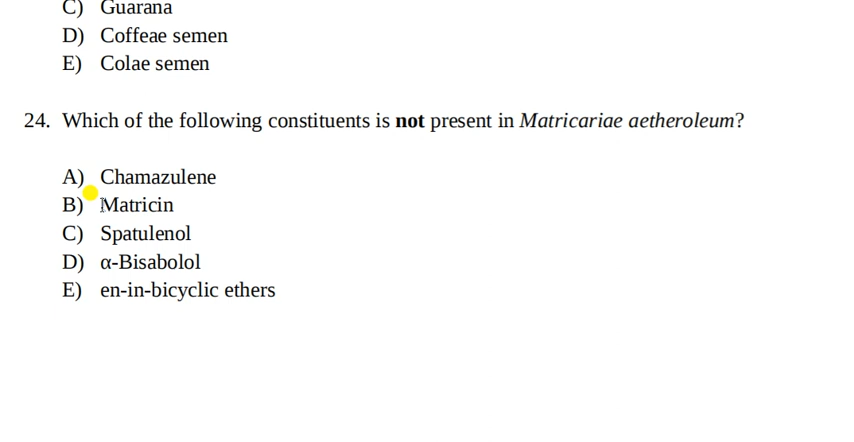 C) Guarana
D) Coffeae semen
E) Colae semen
24. Which of the following constituents is not present in Matricariae aetheroleum?
A) Chamazulene
B) Matricin
C) Spatulenol
D) α-Bisabolol
E) en-in-bicyclic ethers